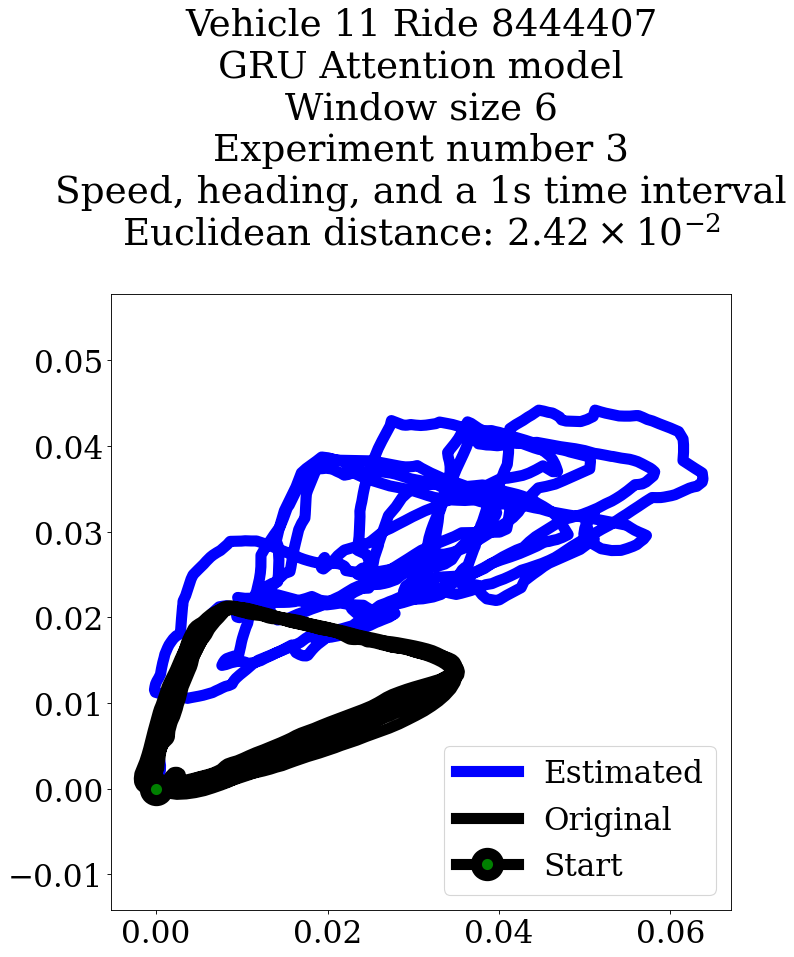 Vehicle 11 Ride 8444407
GRU Attention model
Window size 6
Experiment number 3
Speed, heading, and a 1s time interval
Euclidean distance: 2.42 × 10⁻²
0.05
0.04
0.03
0.02
0.01
0.00
−0.01
Estimated
Original
Start
0.00 0.02 0.04 0.06